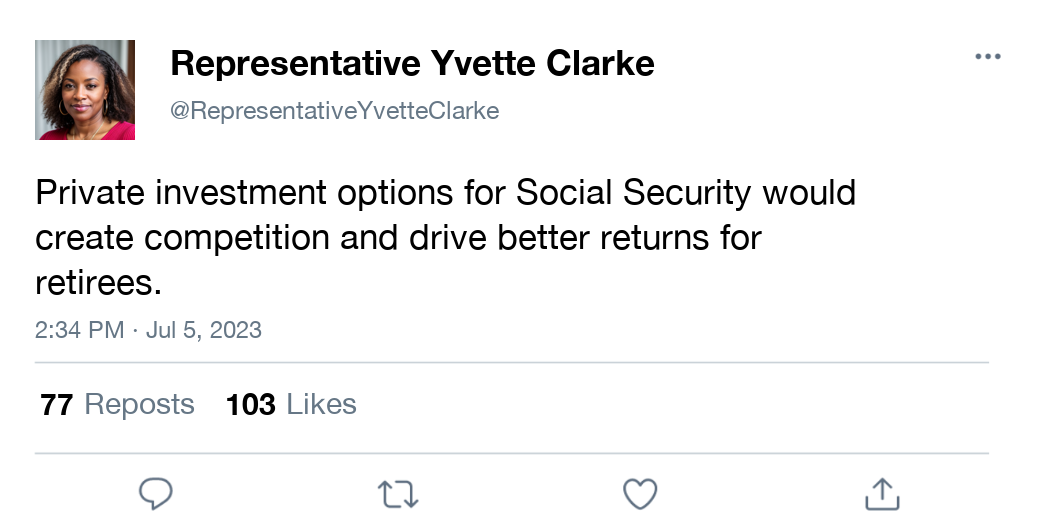 Representative Yvette Clarke
@RepresentativeYvetteClarke
Private investment options for Social Security would
create competition and drive better returns for
retirees.
2:34 PM · Jul 5, 2023
77 Reposts 103 Likes